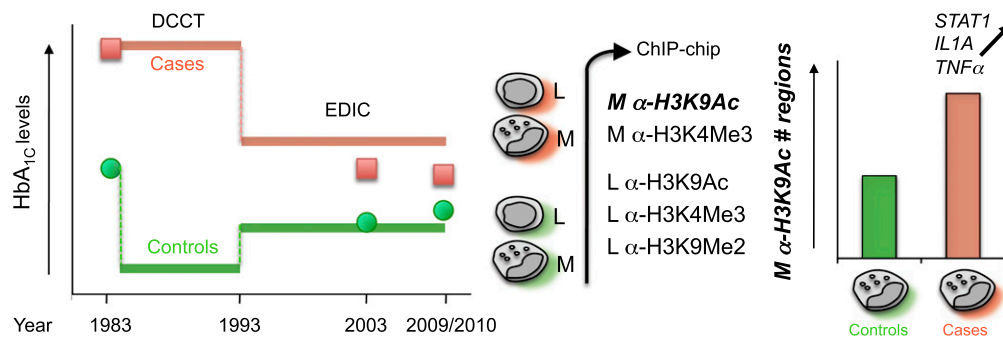 DCCT
Cases
EDIC
Controls
HbA1C levels
Year
1983
1993
2003
2009/2010
L
M
L
M
ChIP-chip
M α-H3K9Ac
M α-H3K4Me3
L α-H3K9Ac
L α-H3K4Me3
L α-H3K9Me2
M α-H3K9Ac # regions
STAT1
IL1A
TNFα
Controls
Cases